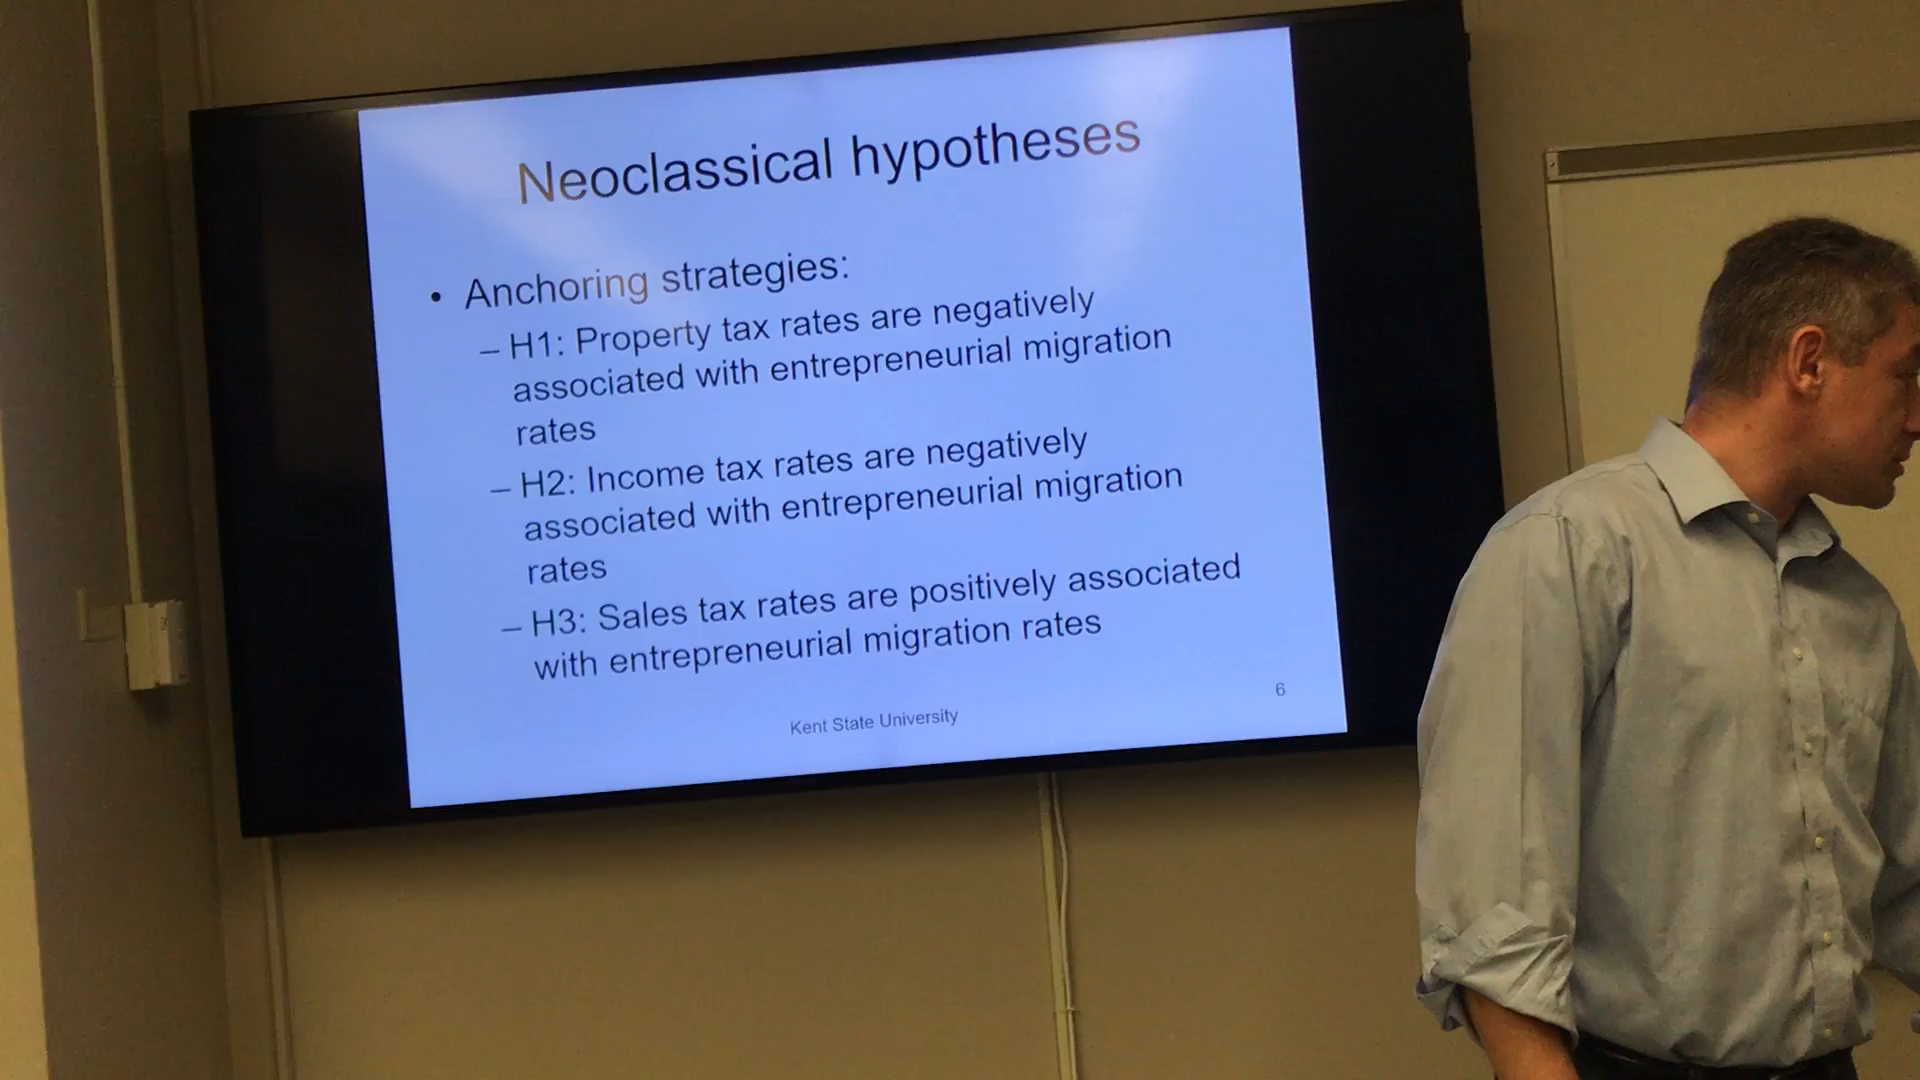 Neoclassical hypotheses
• Anchoring strategies:
– H1: Property tax rates are negatively
associated with entrepreneurial migration
rates
– H2: Income tax rates are negatively
associated with entrepreneurial migration
rates
– H3: Sales tax rates are positively associated
with entrepreneurial migration rates
Kent State University
6